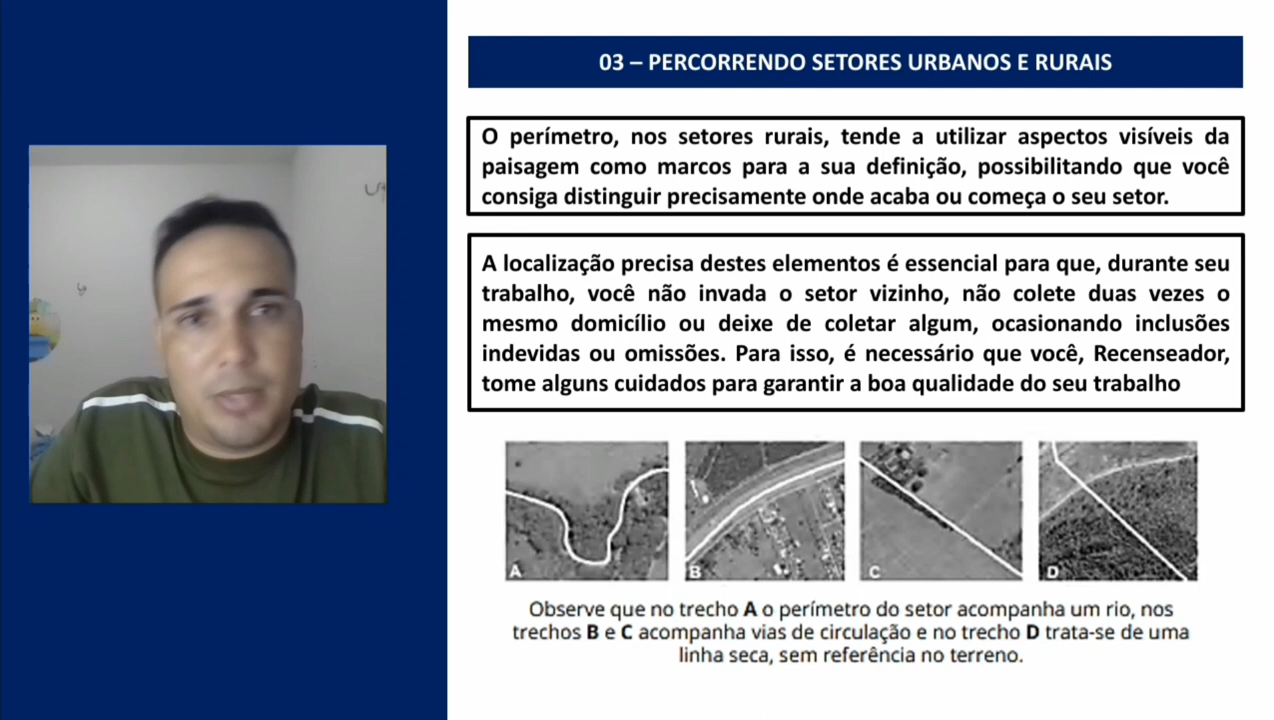 03 – PERCORRENDO SETORES URBANOS E RURAIS
O perímetro, nos setores rurais, tende a utilizar aspectos visíveis da
paisagem como marcos para a sua definição, possibilitando que você
consiga distinguir precisamente onde acaba ou começa o seu setor.
A localização precisa destes elementos é essencial para que, durante seu
trabalho, você não invada o setor vizinho, não colete duas vezes o
mesmo domicílio ou deixe de coletar algum, ocasionando inclusões
indevidas ou omissões. Para isso, é necessário que você, Recenseador,
tome alguns cuidados para garantir a boa qualidade do seu trabalho
A
B
C
D
Observe que no trecho A o perímetro do setor acompanha um rio, nos
trechos B e C acompanha vias de circulação e no trecho D trata-se de uma
linha seca, sem referência no terreno.